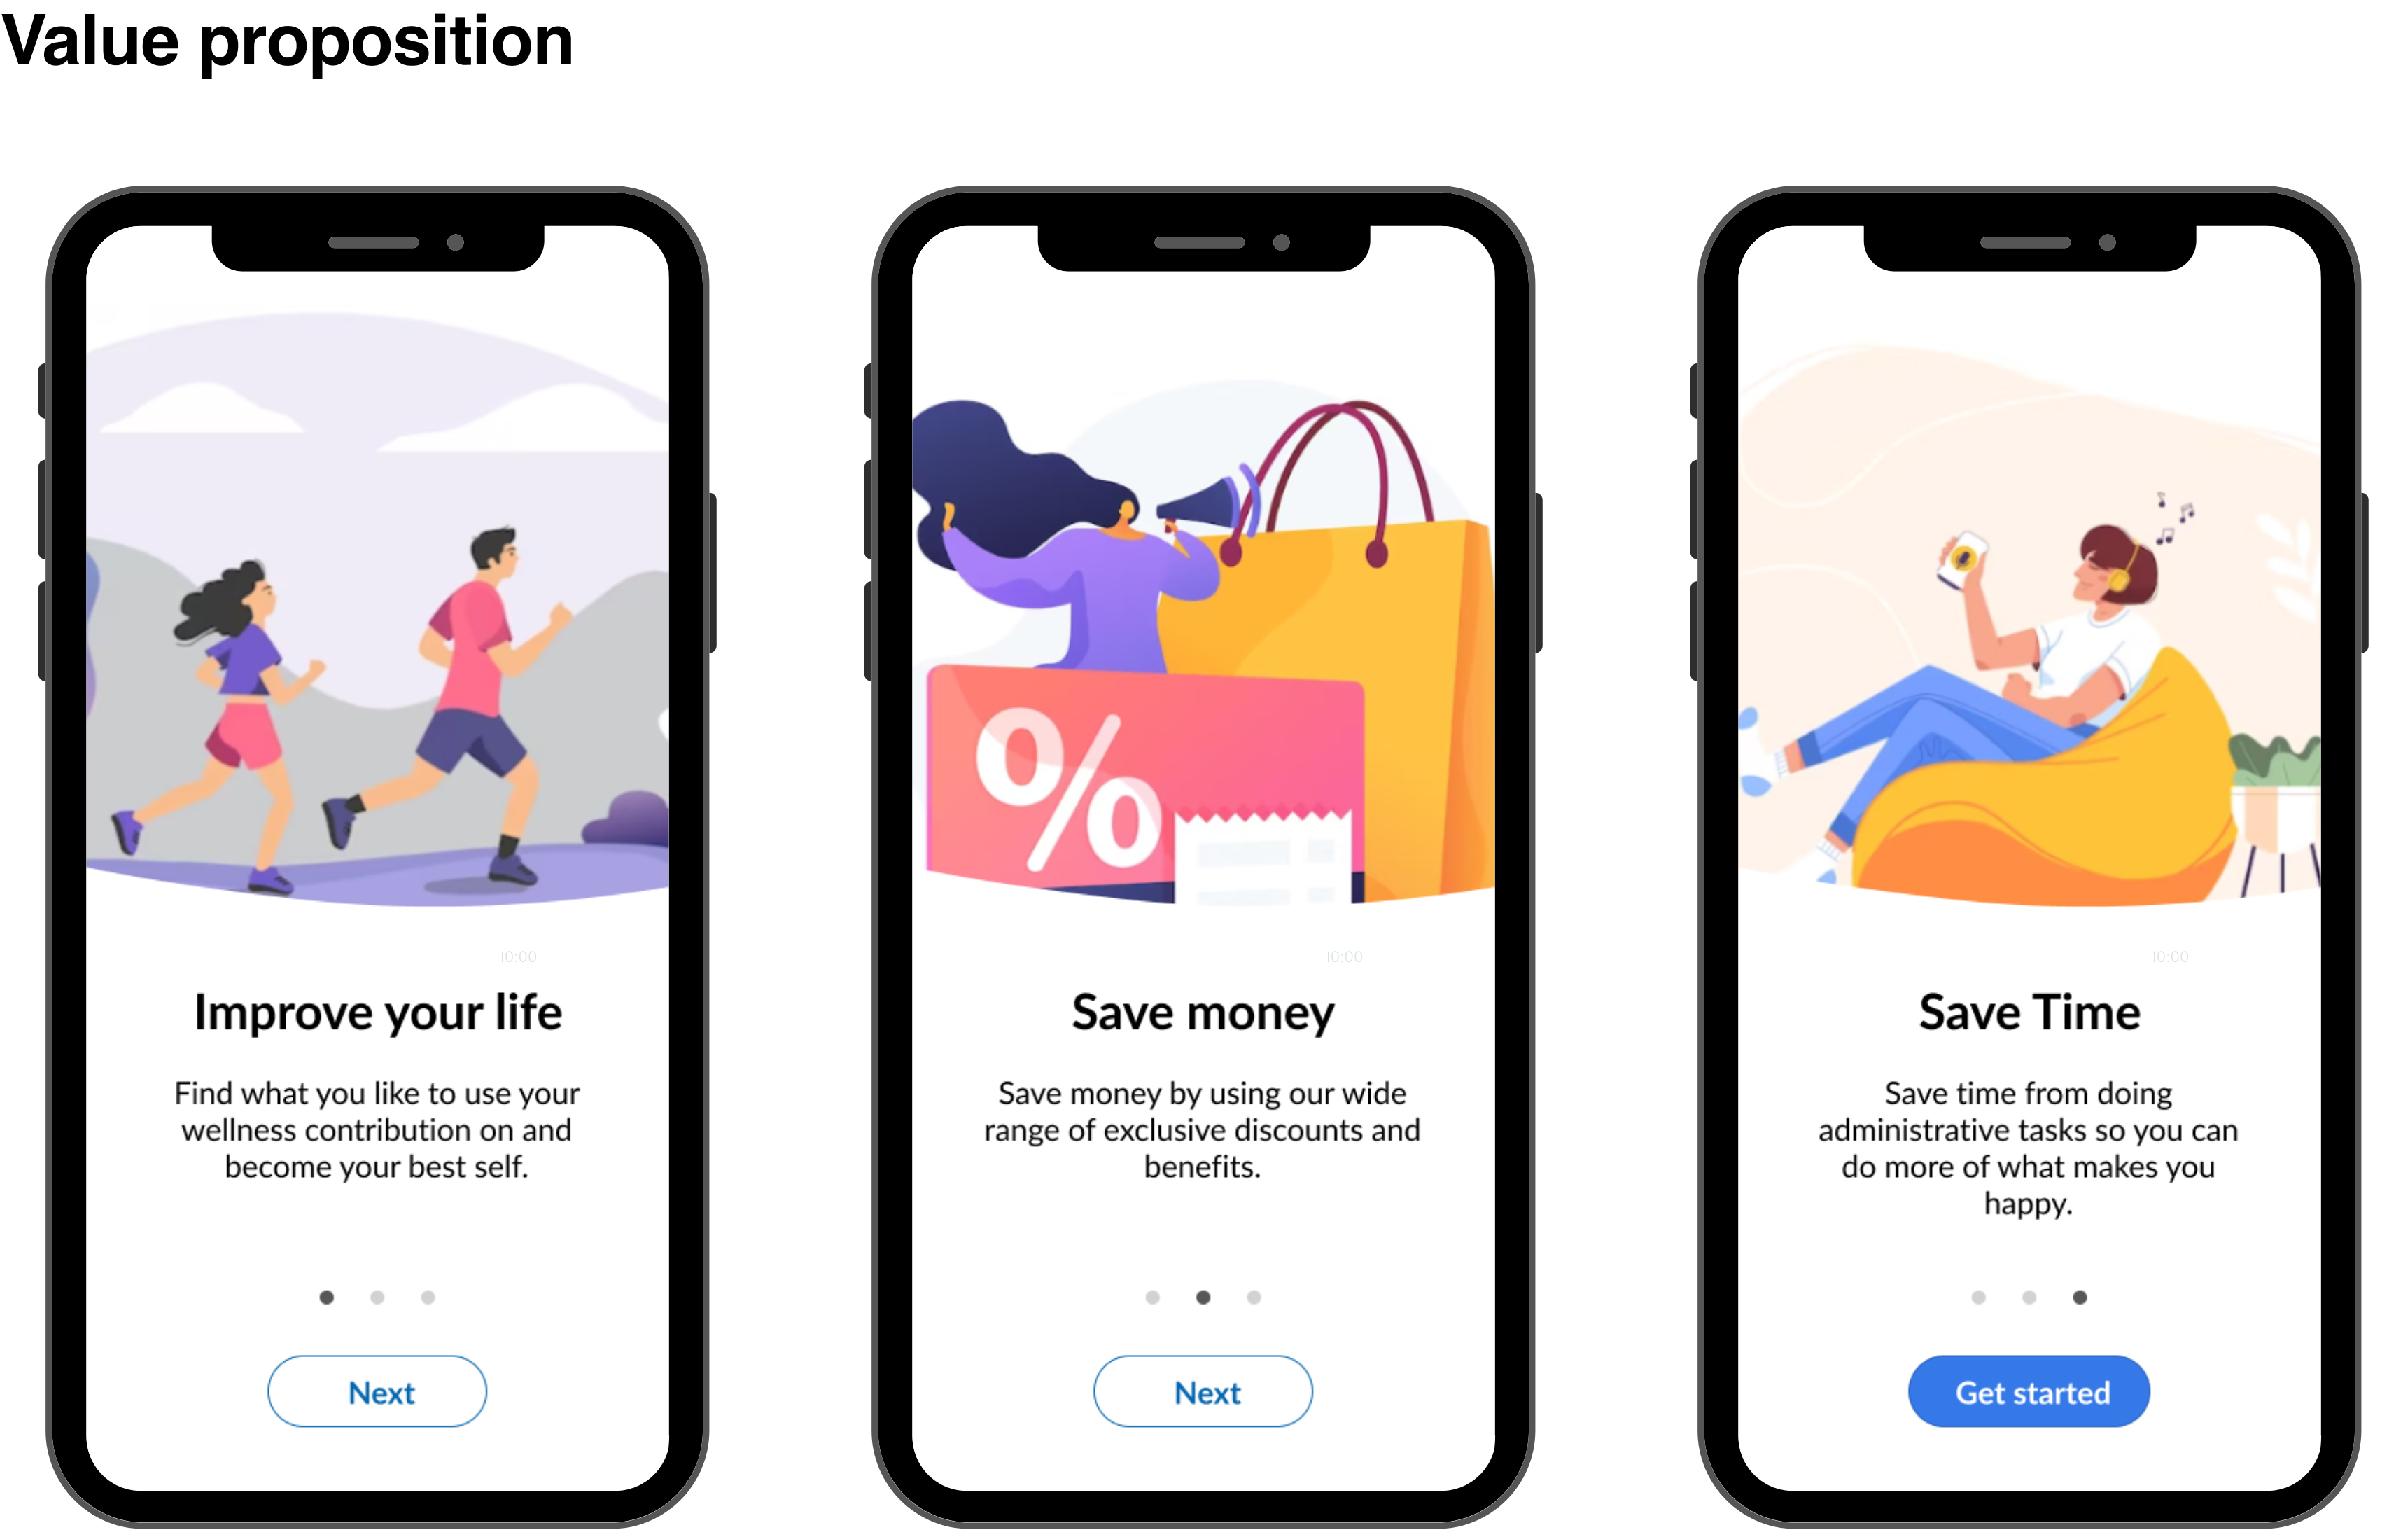 Value proposition
10:00
Improve your life
Find what you like to use your
wellness contribution on and
become your best self.
Next
%
10:00
Save money
Save money by using our wide
range of exclusive discounts and
benefits.
Next
10:00
Save Time
Save time from doing
administrative tasks so you can
do more of what makes you
happy.
Get started